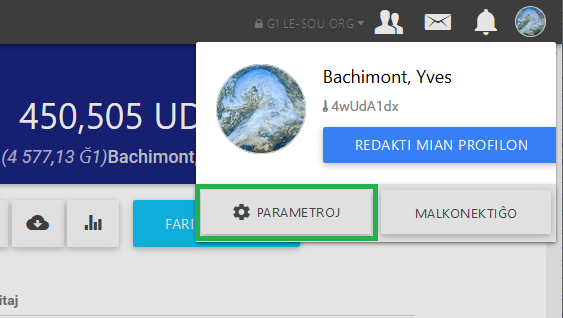 G1.LE-SOU.ORG
450,505 UD
(4 577,13 Ğ1)Bachimont,
Bachimont, Yves
4wUdA1dx
REDAKTI MIAN PROFILON
FARI
PARAMETROJ
MALKONEKTIĜO
itaj